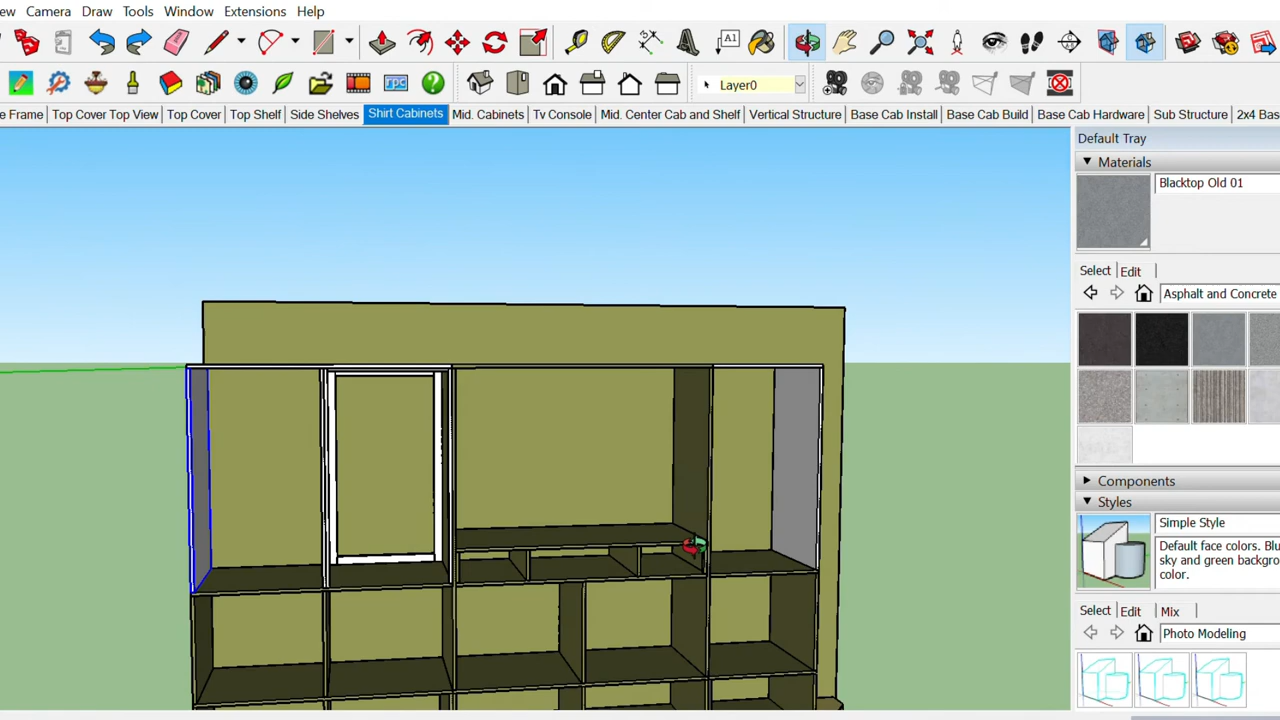 ew Camera Draw Tools Window Extensions Help
A1
rpc Layer0
e Frame Top Cover Top View Top Cover Top Shelf Side Shelves Shirt Cabinets Mid. Cabinets Tv Console Mid. Center Cab and Shelf Vertical Structure Base Cab Install Base Cab Build Base Cab Hardware Sub Structure 2x4 Bas
Default Tray
Materials
Blacktop Old 01
Select Edit
Asphalt and Concrete
Components
Styles
Simple Style
Default face colors. Blu
sky and green backgro
color.
Select Edit Mix
Photo Modeling